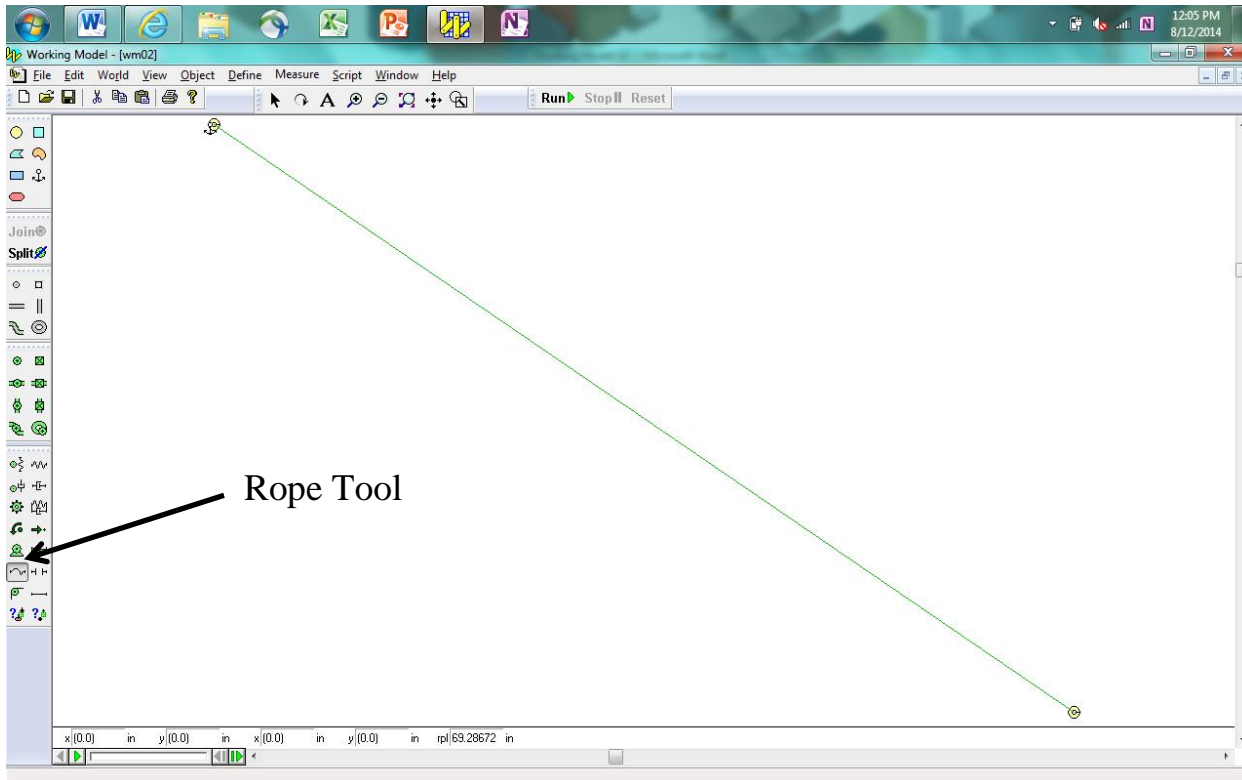 12:05 PM
8/12/2014
Working Model - [wm02]
File Edit World View Object Define Measure Script Window Help
Run Stop Reset
Join
Split
Rope Tool
x (0.0) in y (0.0) in x (0.0) in y (0.0) in rpl 69.28672 in